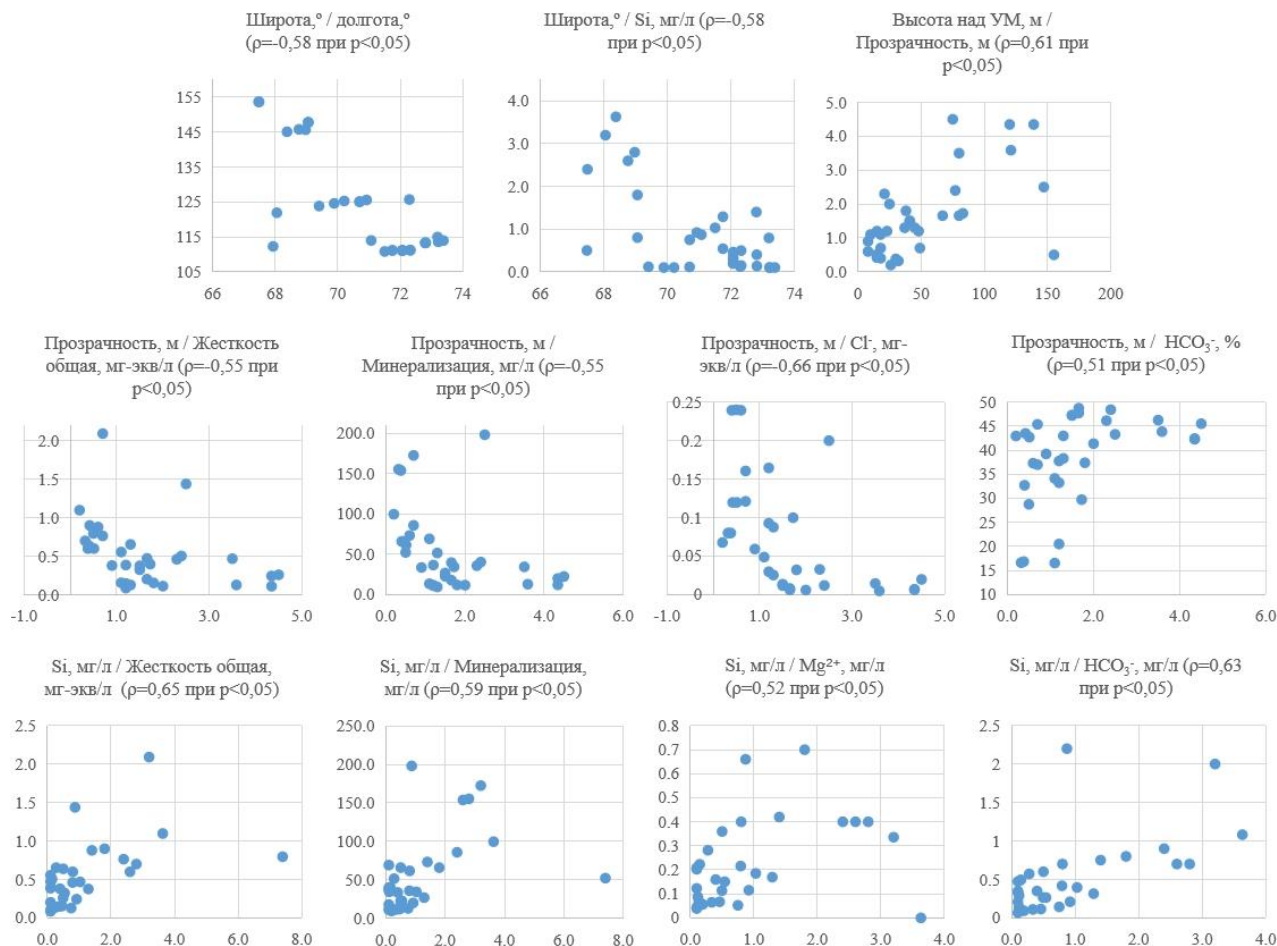 Широта,º / долгота,º
(ρ=-0,58 при p<0,05)
155
145
135
125
115
105
66 68 70 72 74
Широта,º / Si, мг/л (ρ=-0,58
при p<0,05)
4.0
3.0
2.0
1.0
0.0
66 68 70 72 74
Высота над УМ, м /
Прозрачность, м (ρ=0,61 при
p<0,05)
5.0
4.0
3.0
2.0
1.0
0.0
0 50 100 150 200
Прозрачность, м / Жесткость
общая, мг-экв/л (ρ=-0,55 при
p<0,05)
2.0
1.5
1.0
0.5
0.0
-1.0 1.0 3.0 5.0
Прозрачность, м /
Минерализация, мг/л (ρ=-0,55
при p<0,05)
200.0
150.0
100.0
50.0
0.0
0.0 2.0 4.0 6.0
Прозрачность, м / Cl⁻, мг-
экв/л (ρ=-0,66 при p<0,05)
0.25
0.2
0.15
0.1
0.05
0
-1.0 1.0 3.0 5.0
Прозрачность, м / HCO₃⁻, %
(ρ=0,51 при p<0,05)
50
45
40
35
30
25
20
15
10
0.0 2.0 4.0 6.0
Si, мг/л / Жесткость общая,
мг-экв/л (ρ=0,65 при p<0,05)
2.5
2.0
1.5
1.0
0.5
0.0
0.0 2.0 4.0 6.0 8.0
Si, мг/л / Минерализация,
мг/л (ρ=0,59 при p<0,05)
250.0
200.0
150.0
100.0
50.0
0.0
0.0 2.0 4.0 6.0 8.0
Si, мг/л / Mg²⁺, мг/л
(ρ=0,52 при p<0,05)
0.8
0.7
0.6
0.5
0.4
0.3
0.2
0.1
0
0.0 1.0 2.0 3.0 4.0
Si, мг/л / HCO₃⁻, мг/л (ρ=0,63
при p<0,05)
2.5
2.0
1.5
1.0
0.5
0.0
0.0 1.0 2.0 3.0 4.0